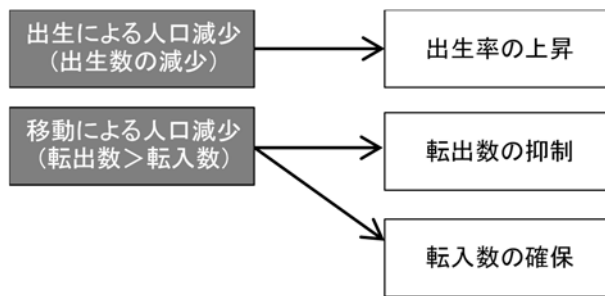 出生による人口減少
（出生数の減少）
出生率の上昇
移動による人口減少
（転出数＞転入数）
転出数の抑制
転入数の確保